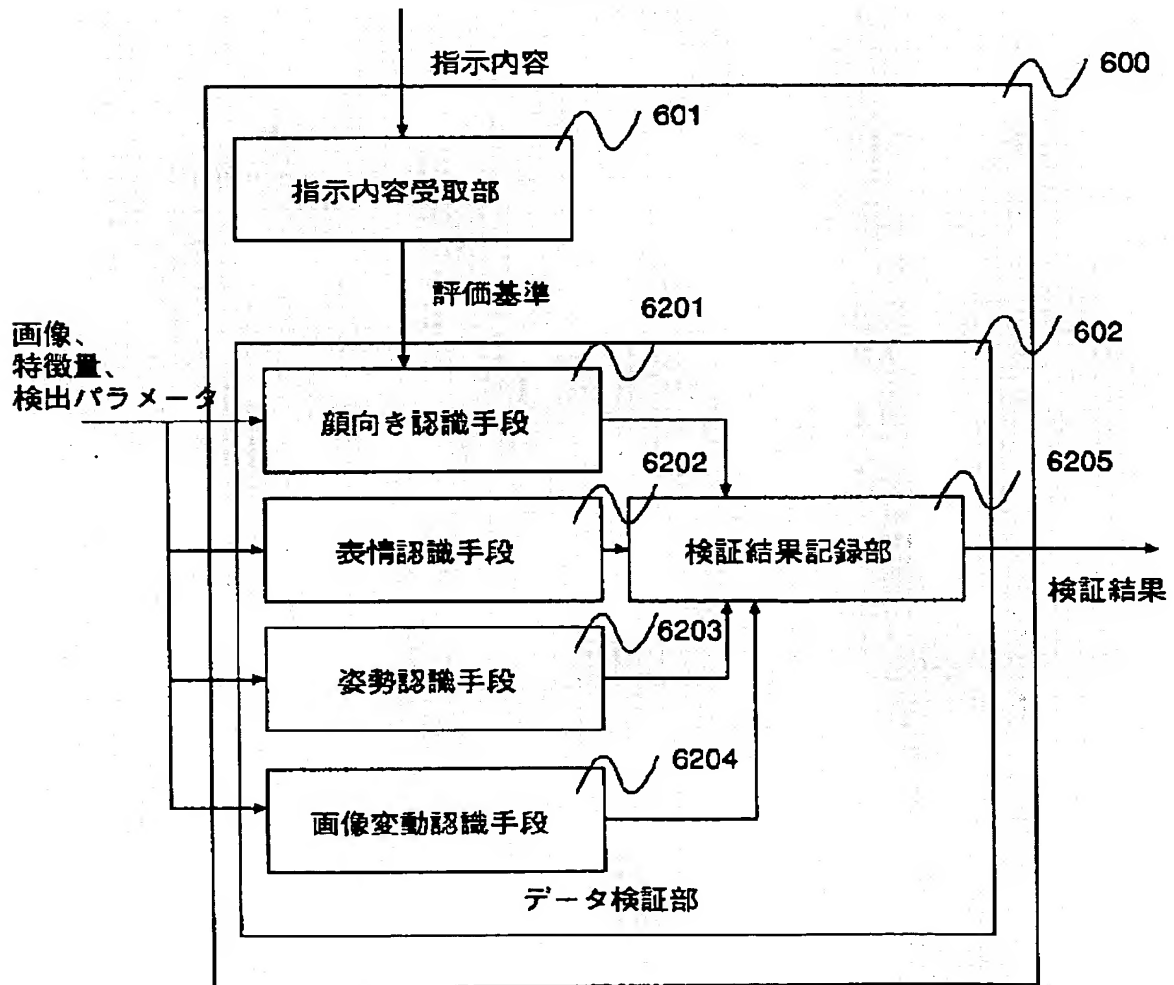 指示内容
600
601
指示内容受取部
評価基準
6201
602
画像、
特徴量、
検出パラメータ
顔向き認識手段
6202
6205
表情認識手段
検証結果記録部
検証結果
6203
姿勢認識手段
6204
画像変動認識手段
データ検証部